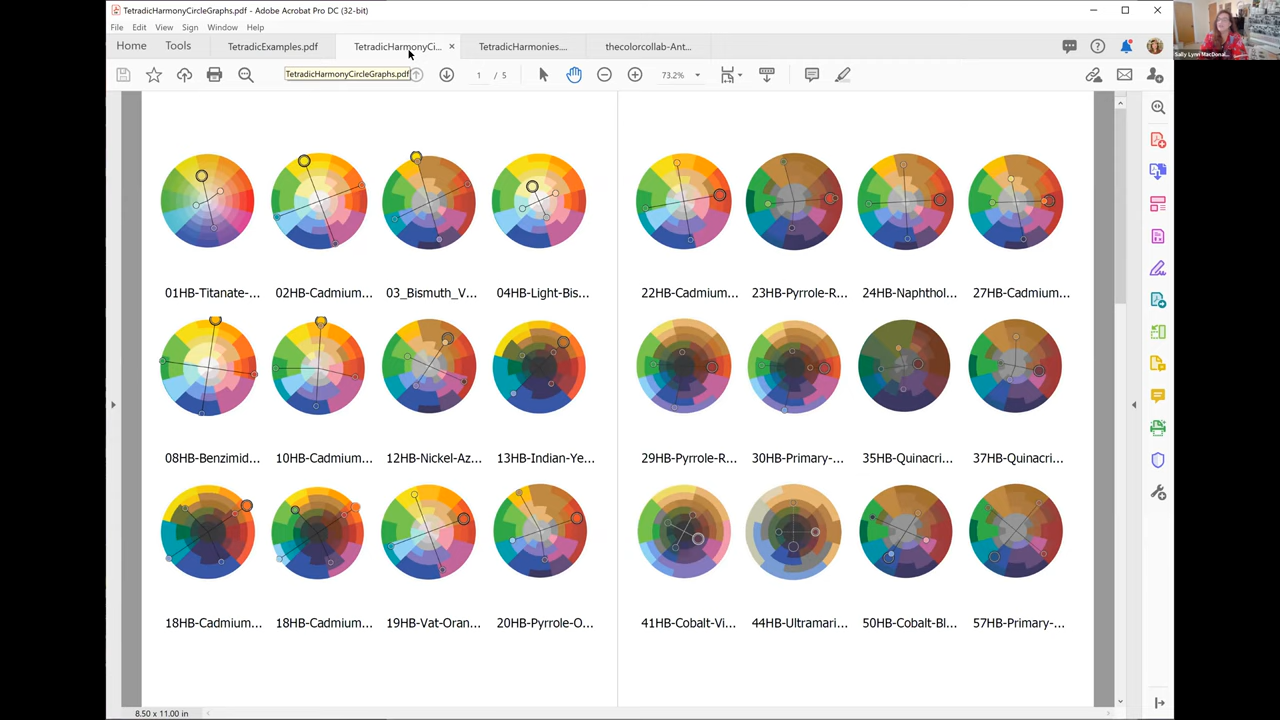 TetradicHarmonyCircleGraphs.pdf - Adobe Acrobat Pro DC (32-bit)
File Edit View Sign Window Help
Home Tools TetradicExamples.pdf TetradicHarmonyCi... × TetradicHarmonies.... thecolorcollab-Ant...
TetradicHarmonyCircleGraphs.pdf 1 / 5 73.2%
Sally Lynn MacDonal...
01HB-Titanate-... 02HB-Cadmium... 03_Bismuth_V... 04HB-Light-Bis... 22HB-Cadmium... 23HB-Pyrrole-R... 24HB-Naphthol... 27HB-Cadmium...
08HB-Benzimid... 10HB-Cadmium... 12HB-Nickel-Az... 13HB-Indian-Ye... 29HB-Pyrrole-R... 30HB-Primary-... 35HB-Quinacri... 37HB-Quinacri...
18HB-Cadmium... 18HB-Cadmium... 19HB-Vat-Oran... 20HB-Pyrrole-O... 41HB-Cobalt-Vi... 44HB-Ultramari... 50HB-Cobalt-Bl... 57HB-Primary-...
8.50 x 11.00 in